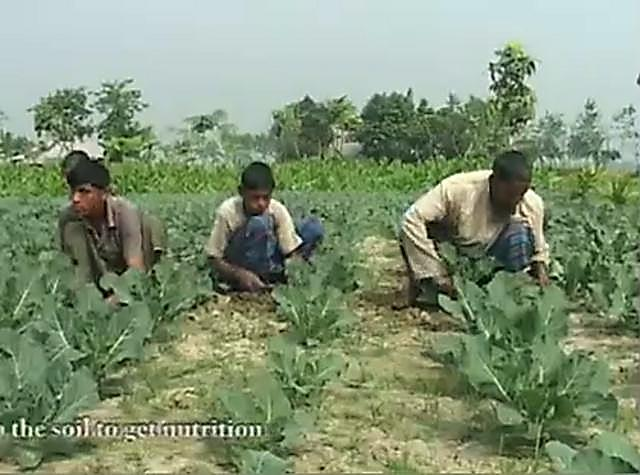 the soil to get nutrition